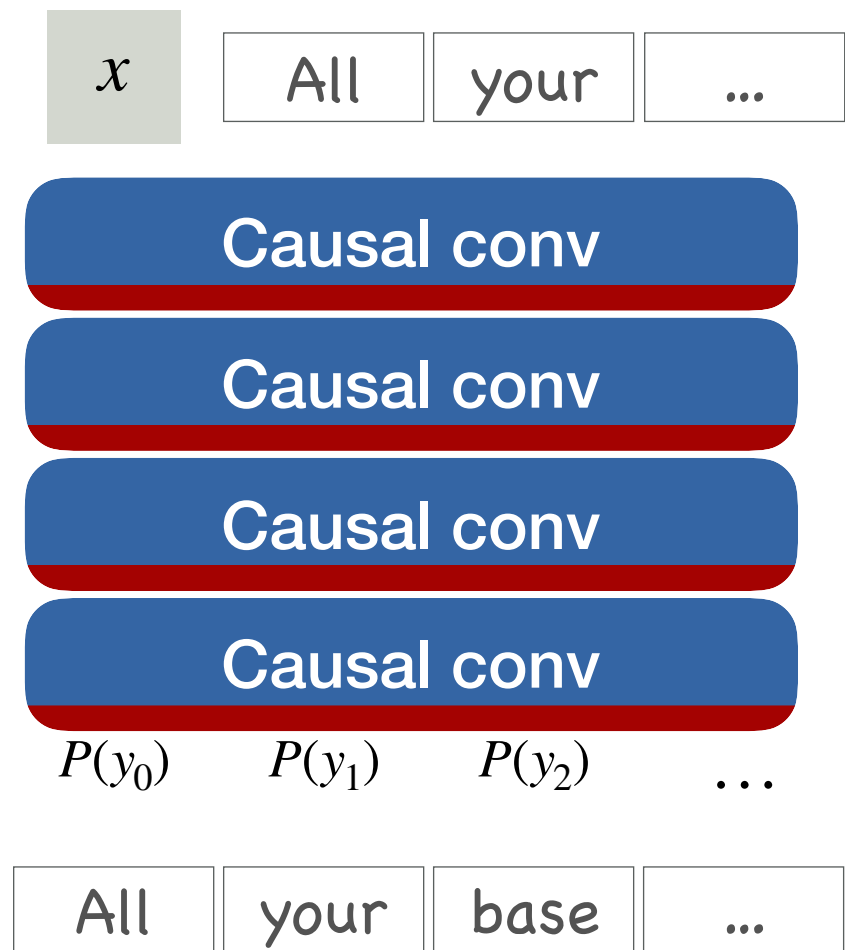 x All your ...
Causal conv
Causal conv
Causal conv
Causal conv
P(y₀) P(y₁) P(y₂) ...
All your base ...